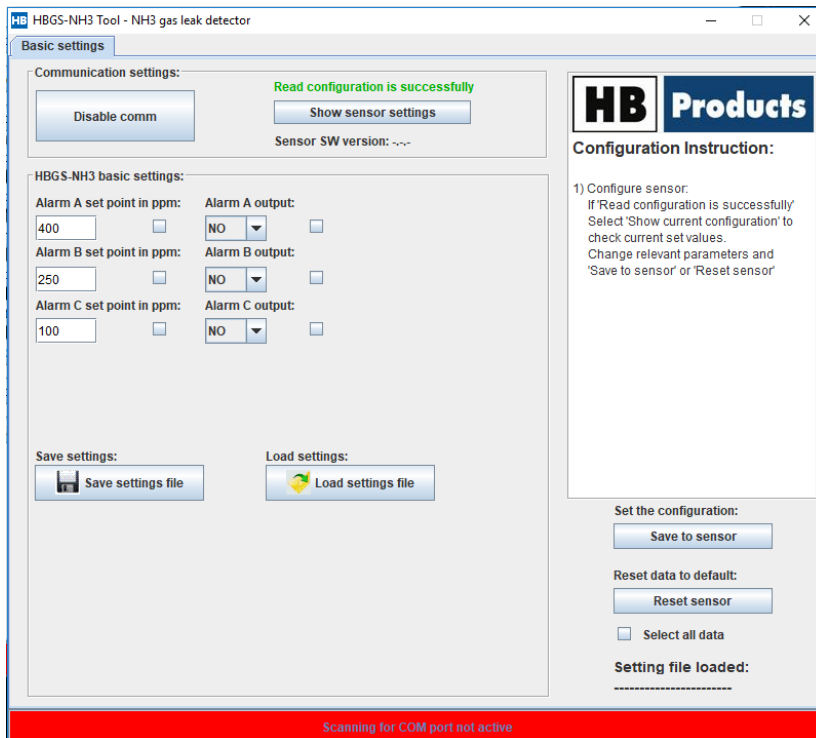 HB HBGS-NH3 Tool - NH3 gas leak detector
Basic settings
Communication settings:
Disable comm
Read configuration is successfully
Show sensor settings
Sensor SW version: -.-.-
HBGS-NH3 basic settings:
Alarm A set point in ppm: Alarm A output:
400 NO
Alarm B set point in ppm: Alarm B output:
250 NO
Alarm C set point in ppm: Alarm C output:
100 NO
Save settings: Load settings:
Save settings file Load settings file
HB Products
Configuration Instruction:
1) Configure sensor:
If 'Read configuration is successfully'
Select 'Show current configuration' to
check current set values.
Change relevant parameters and
'Save to sensor' or 'Reset sensor'
Set the configuration:
Save to sensor
Reset data to default:
Reset sensor
Select all data
Setting file loaded:
-----------------------
Scanning for COM port not active